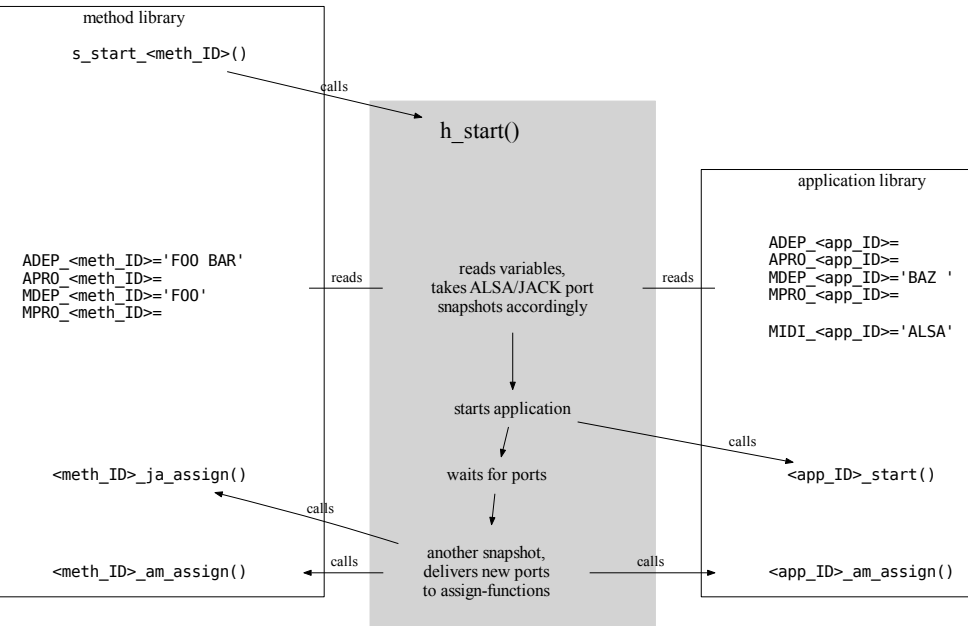 method library
s_start_<meth_ID>()
calls
h_start()
application library
ADEP_<meth_ID>='FOO BAR'
APRO_<meth_ID>=
MDEP_<meth_ID>='FOO'
MPRO_<meth_ID>=
reads
reads variables,
takes ALSA/JACK port
snapshots accordingly
reads
ADEP_<app_ID>=
APRO_<app_ID>=
MDEP_<app_ID>='BAZ '
MPRO_<app_ID>=
MIDI_<app_ID>='ALSA'
starts application
calls
<meth_ID>_ja_assign()
waits for ports
<app_ID>_start()
calls
<meth_ID>_am_assign()
calls
another snapshot,
delivers new ports
to assign-functions
calls
<app_ID>_am_assign()